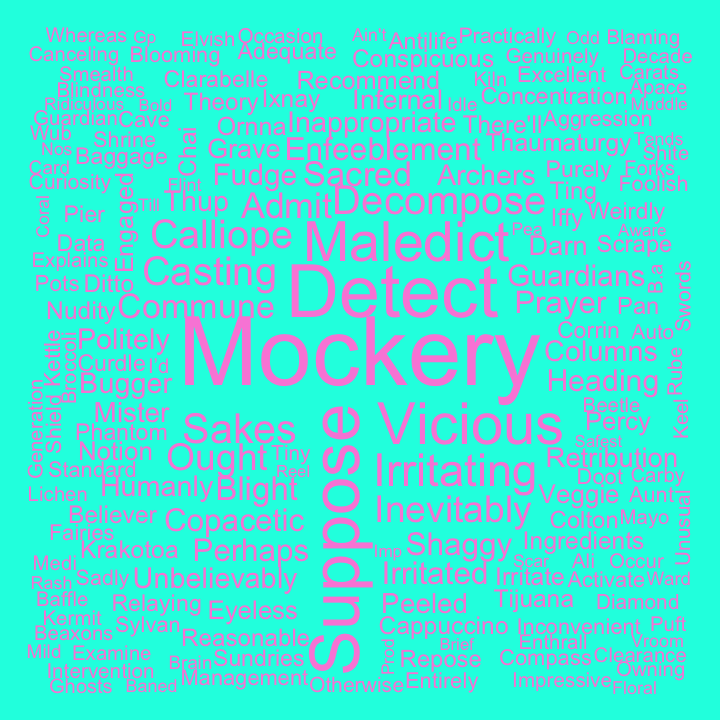 Whereas Gp Elvish Occasion Ain't Antilife Practically Odd Blaming
Canceling Blooming Adequate Conspicuous Genuinely Decade
Smealth Clarabelle Recommend Kiln Excellent Carats
Blindness Theory Ixnay Infernal Idle Concentration Apace
Ridiculous Bold Muddle
Guardian Cave Omna Inappropriate There'll Aggression
Wub Shrine Chai Grave Enfeeblement Thaumaturgy Tends
Nos Baggage Shite
Card Curiosity Flint Fudge Sacred Archers Purely Forks
Coral Pier Engaged Till Thup Admit Decompose Ting Iffy Weirdly Foolish
Data Calliope Maledict Pea Darn Scrape Aware
Explains
Pots Ditto Casting Detect Guardians B.a Swords
Nudity Commune Prayer Pan
Politely Mockery Corrin Auto
Kettle Broccoli Curdle I'd Columns Rube
Bugger Heading
Generation Shield Mister Sakes Suppose Vicious Beetle Percy Keel
Phantom Safest
Notion Ought Tiny Irritating Retribution
Standard Reel Doot Carby
Lichen Humanly Blight Inevitably Veggie Aunt Unusual
Believer Copacetic Colton Mayo
Fairies Krakotoa Perhaps Imp Shaggy Ingredients
Medi Scar Ali Occur
Rash Sadly Unbelievably Irritated Irritate Activate Ward
Baffle Relaying Eyeless Peeled Tijuana Diamond
Kermit Sylvan Cappuccino Inconvenient Puft
Beaxons Reasonable Brief Enthrall Vroom
Mild Examine Brain Sundries Prod Repose Compass Clearance
Intervention Management Entirely Impressive Owning
Ghosts Baned Otherwise Floral